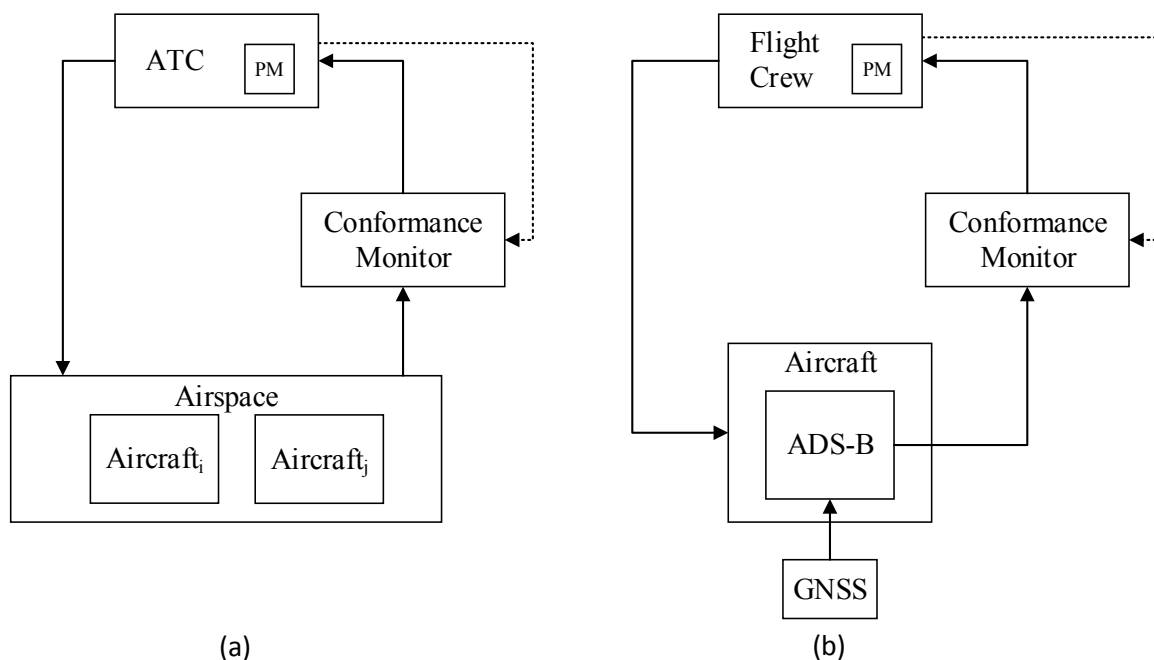 ATC
PM
Conformance
Monitor
Airspace
Aircraftᵢ
Aircraftⱼ
(a)
Flight
Crew
PM
Conformance
Monitor
Aircraft
ADS-B
GNSS
(b)